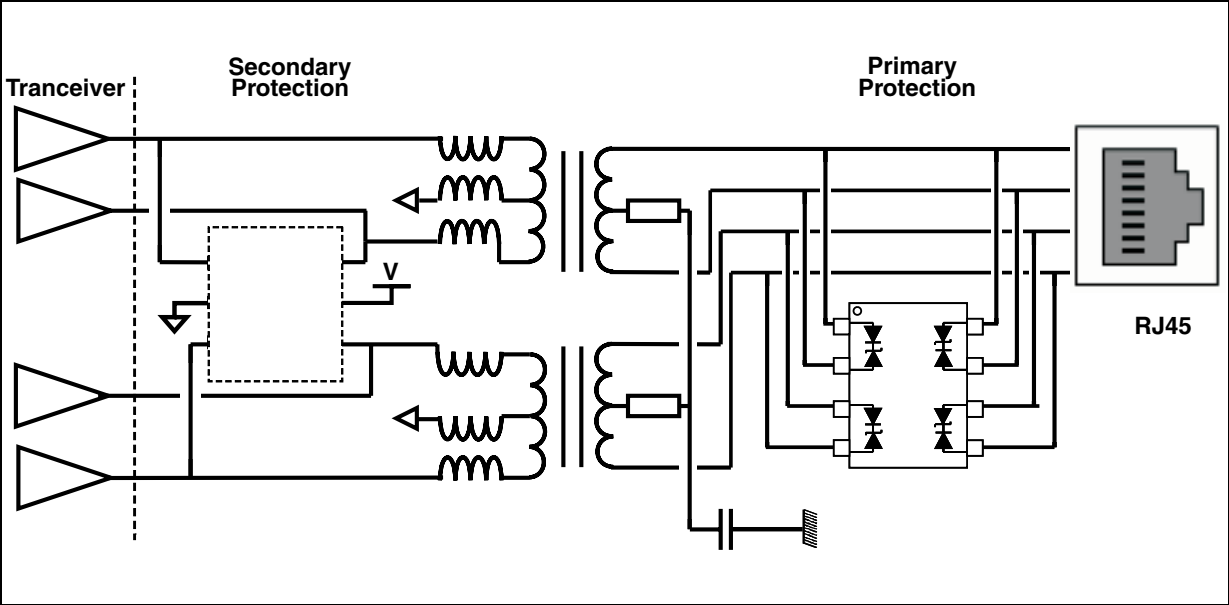 Secondary
Protection
Primary
Protection
Tranceiver
V
RJ45